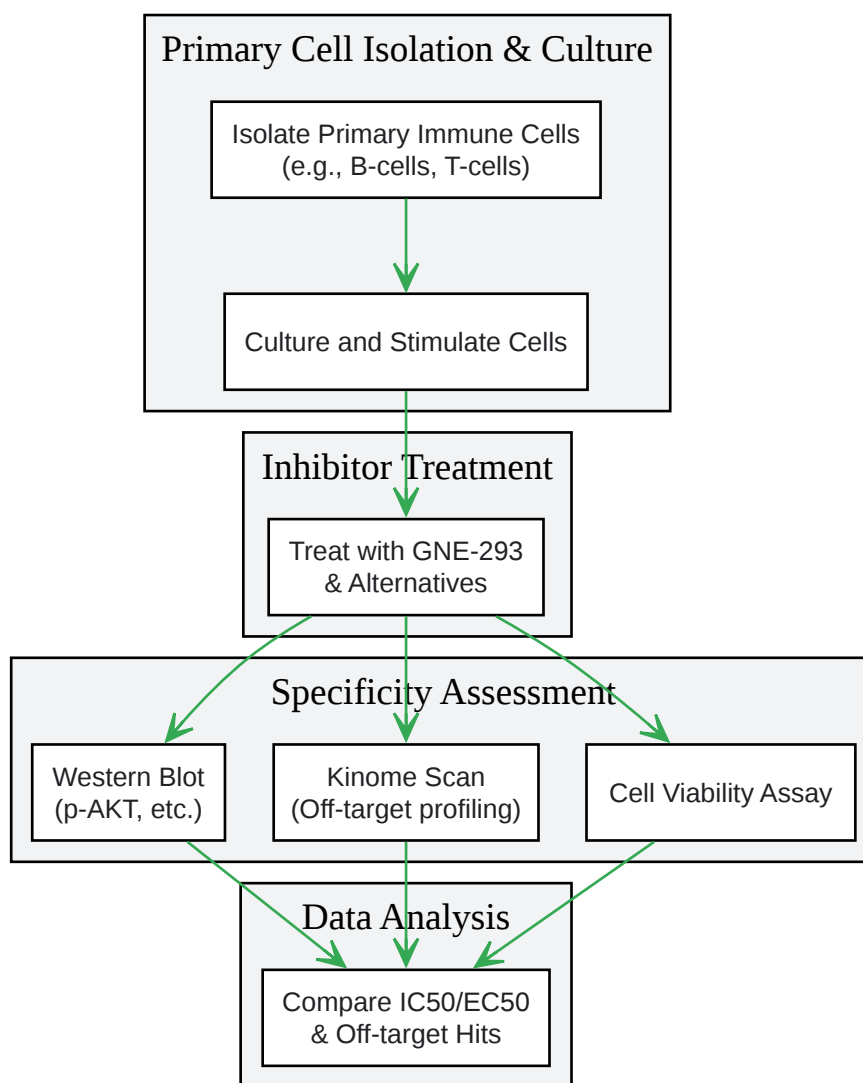 Primary Cell Isolation & Culture
Isolate Primary Immune Cells
(e.g., B-cells, T-cells)
Culture and Stimulate Cells
Inhibitor Treatment
Treat with GNE-293
& Alternatives
Specificity Assessment
Western Blot
(p-AKT, etc.)
Kinome Scan
(Off-target profiling)
Cell Viability Assay
Data Analysis
Compare IC50/EC50
& Off-target Hits